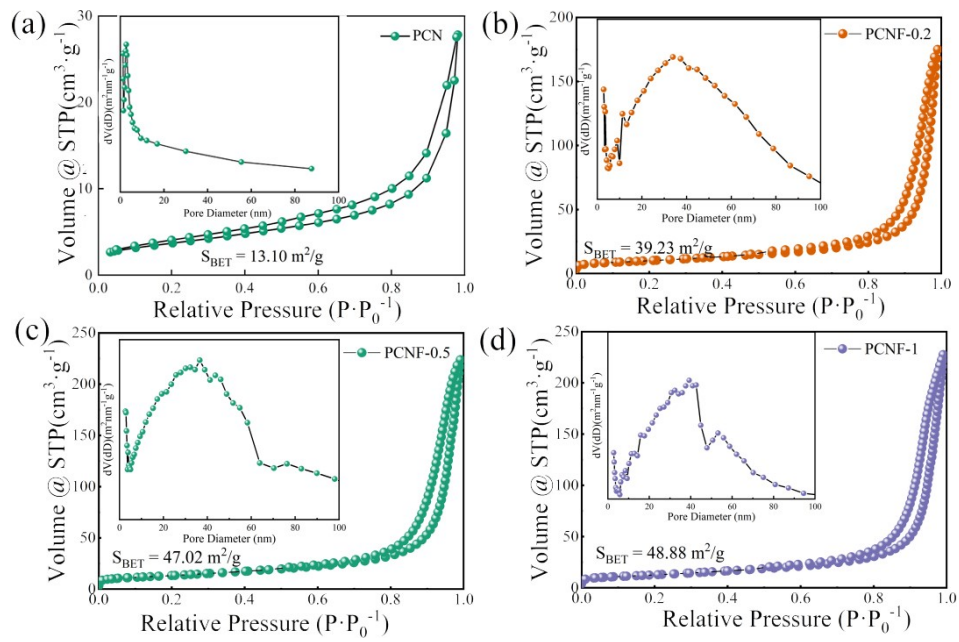 (a)
PCN
Volume @ STP(cm³·g⁻¹)
30
20
10
0
dV(dD)(m²nm⁻¹g⁻¹)
0 20 40 60 80 100
Pore Diameter (nm)
S_BET = 13.10 m²/g
0.0 0.2 0.4 0.6 0.8 1.0
Relative Pressure (P·P₀⁻¹)
(b)
PCNF-0.2
Volume @ STP(cm³·g⁻¹)
200
150
100
50
0
dV(dD)(m²nm⁻¹g⁻¹)
0 20 40 60 80 100
Pore Diameter (nm)
S_BET = 39.23 m²/g
0.0 0.2 0.4 0.6 0.8 1.0
Relative Pressure (P·P₀⁻¹)
(c)
PCNF-0.5
Volume @ STP(cm³·g⁻¹)
250
200
150
100
50
0
dV(dD)(m²nm⁻¹g⁻¹)
0 20 40 60 80 100
Pore Diameter (nm)
S_BET = 47.02 m²/g
0.0 0.2 0.4 0.6 0.8 1.0
Relative Pressure (P·P₀⁻¹)
(d)
PCNF-1
Volume @ STP(cm³·g⁻¹)
250
200
150
100
50
0
dV(dD)(m²nm⁻¹g⁻¹)
0 20 40 60 80 100
Pore Diameter (nm)
S_BET = 48.88 m²/g
0.0 0.2 0.4 0.6 0.8 1.0
Relative Pressure (P·P₀⁻¹)